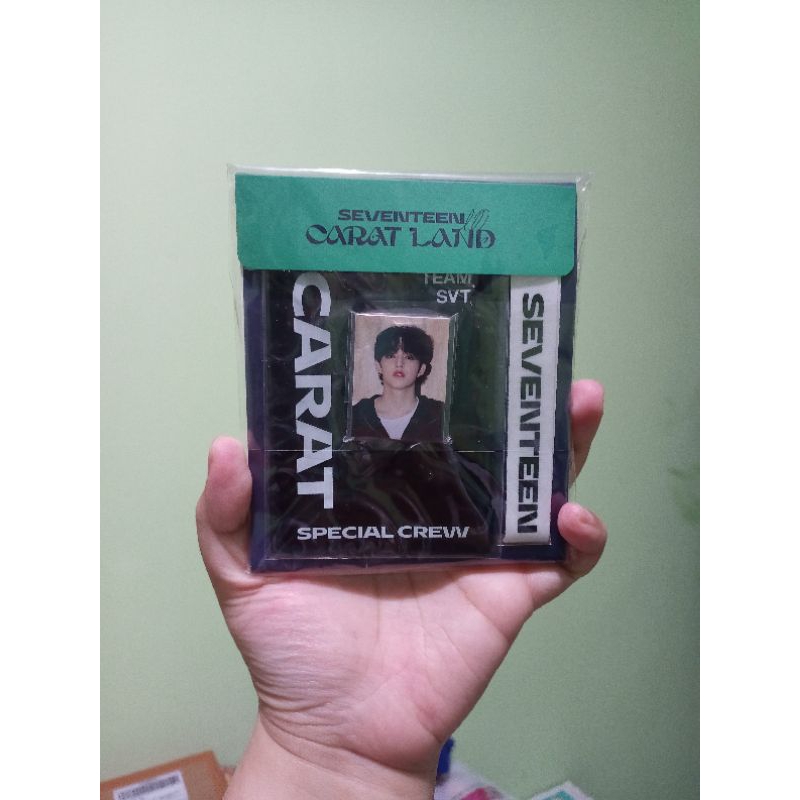 SEVENTEEN
CARAT LAND
TEAM
SVT
CARAT
SEVENTEEN
SPECIAL CREW